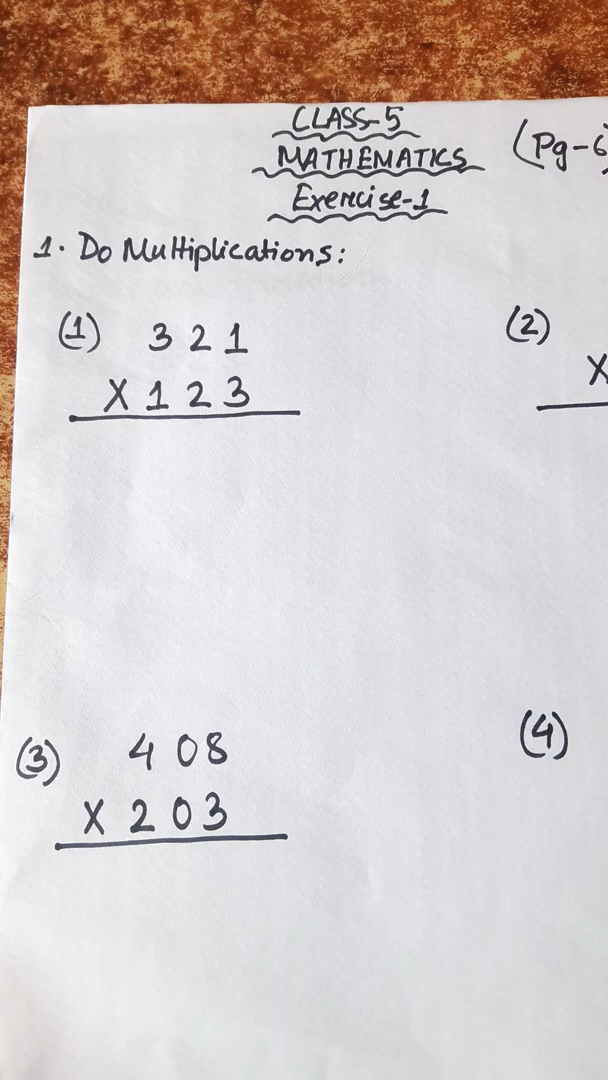 CLASS-5
MATHEMATICS
(Pg-6)
Exercise-1
1. Do Multiplications:
(1) 321
X 123
(2)
X
(3) 408
X 203
(4)